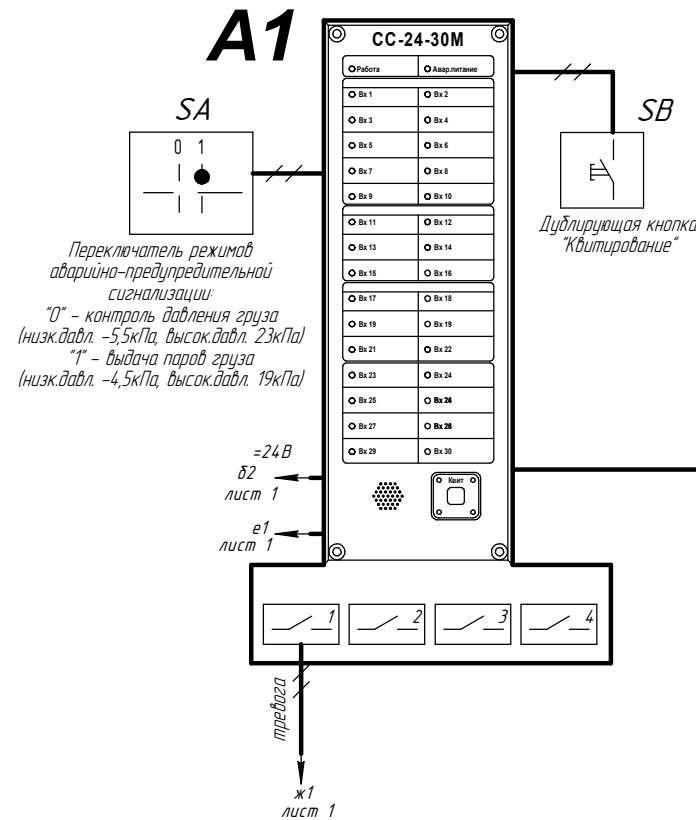 A1
СС-24-30М
Работа Авар.питание
Вх 1 Вх 2
Вх 3 Вх 4
Вх 5 Вх 6
Вх 7 Вх 8
Вх 9 Вх 10
Вх 11 Вх 12
Вх 13 Вх 14
Вх 15 Вх 16
Вх 17 Вх 18
Вх 19 Вх 19
Вх 21 Вх 22
Вх 23 Вх 24
Вх 25 Вх 26
Вх 27 Вх 28
Вх 29 Вх 30
Квит
SA
0 1
Переключатель режимов
аварийно-предупредительной
сигнализации:
"0" - контроль давления груза
(низк.давл. -5,5кПа, высок.давл. 23кПа)
"1" - выдача паров груза
(низк.давл. -4,5кПа, высок.давл. 19кПа)
SB
Дублирующая кнопка
"Квитирование"
=24В
б2
лист 1
е1
лист 1
1 2 3 4
тревога
ж1
лист 1